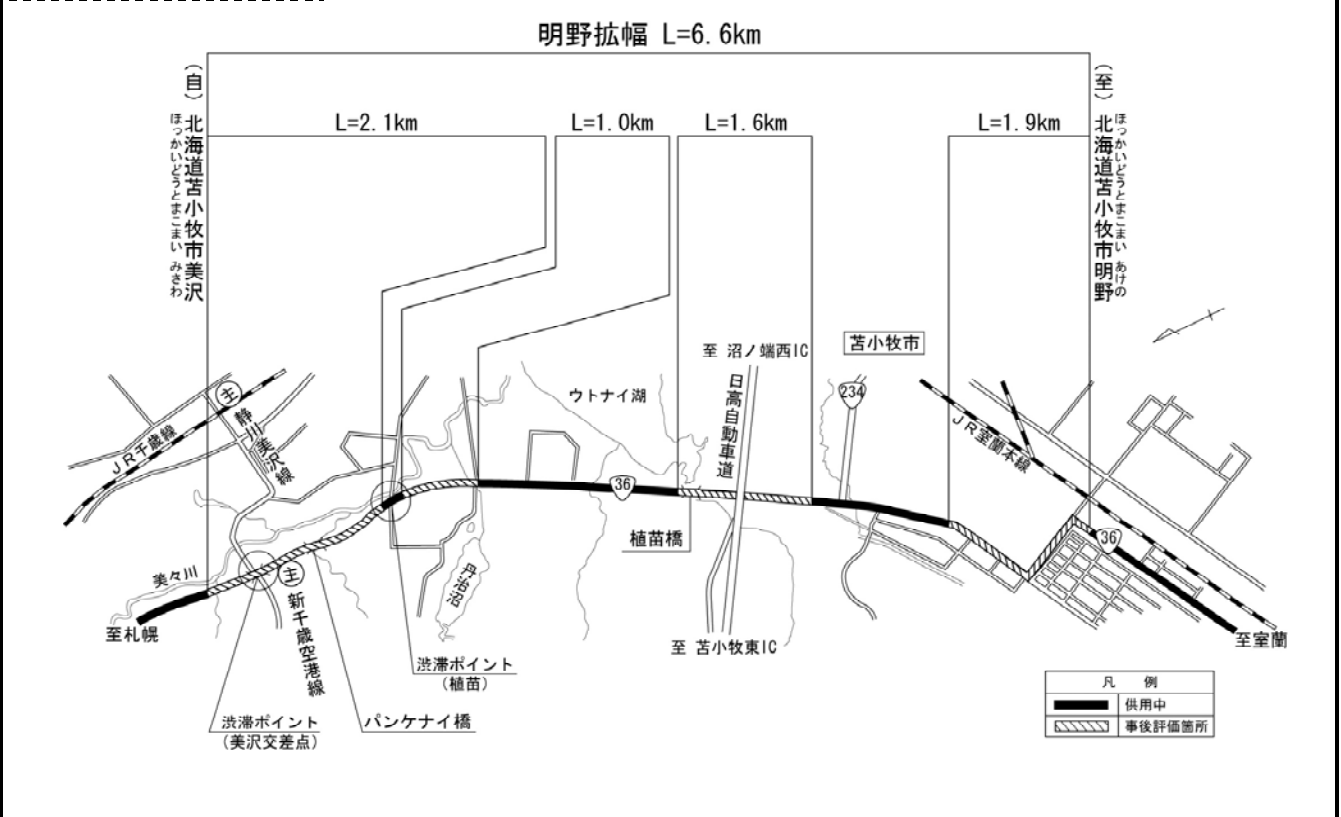 明野拡幅 L=6.6km
(自)北海道苫小牧市美沢
ほっかいどうとまこまい みさわ
L=2.1km
L=1.0km
L=1.6km
L=1.9km
(至)北海道苫小牧市明野
ほっかいどうとまこまい あけの
至 沼ノ端西IC
苫小牧市
ウトナイ湖
日高自動車道
234
主
静川美沢線
JR千歳線
JR室蘭本線
36
植苗橋
36
美々川
主
新千歳空港線
丹治沼
至札幌
至 苫小牧東IC
至室蘭
渋滞ポイント
(植苗)
渋滞ポイント
(美沢交差点)
パンケナイ橋
凡 例
供用中
事後評価箇所